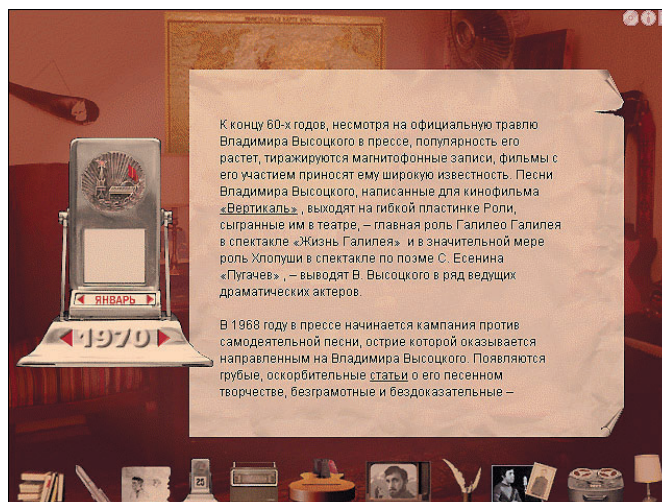 К концу 60-х годов, несмотря на официальную травлю
Владимира Высоцкого в прессе, популярность его
растет, тиражируются магнитофонные записи, фильмы с
его участием приносят ему широкую известность. Песни
Владимира Высоцкого, написанные для кинофильма
«Вертикаль» , выходят на гибкой пластинке Роли,
сыгранные им в театре, – главная роль Галилео Галилея
в спектакле «Жизнь Галилея» и в значительной мере
роль Хлопуши в спектакле по поэме С. Есенина
«Пугачев» , – выводят В. Высоцкого в ряд ведущих
драматических актеров.
В 1968 году в прессе начинается кампания против
самодеятельной песни, острие которой оказывается
направленным на Владимира Высоцкого. Появляются
грубые, оскорбительные статьи о его песенном
творчестве, безграмотные и бездоказательные –
ЯНВАРЬ
1970
25